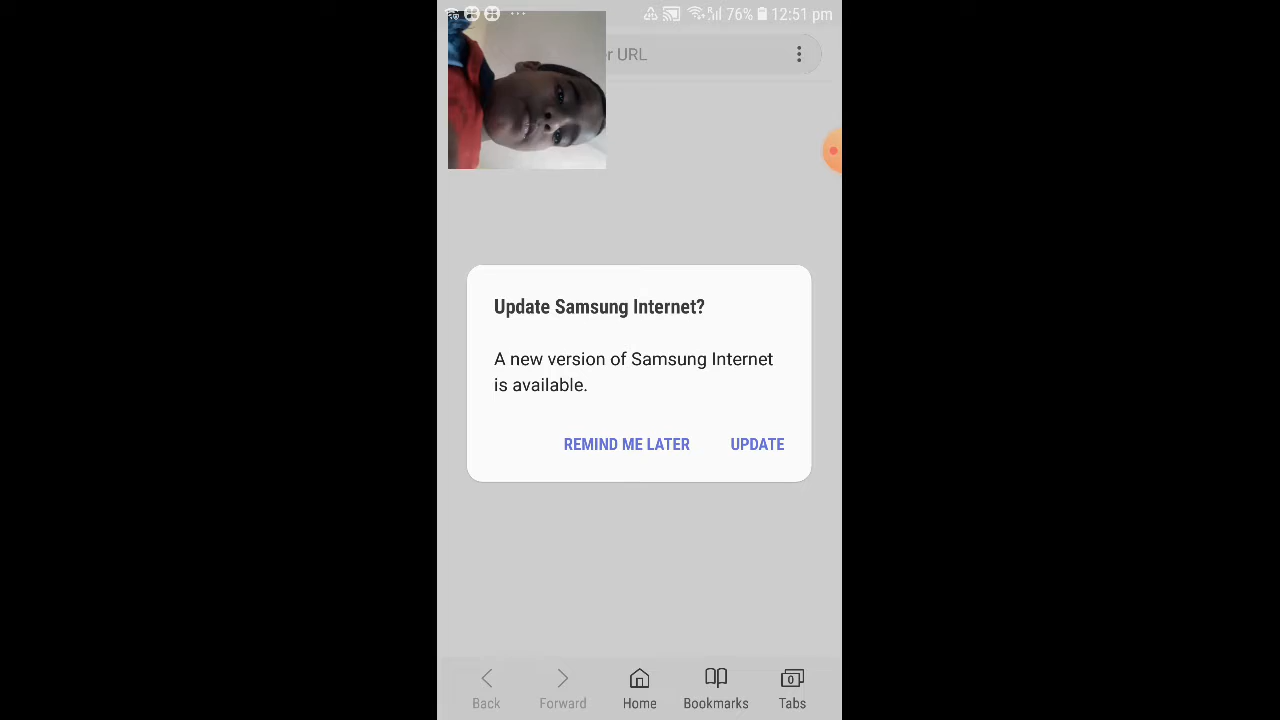 76% 12:51 pm
r URL
Update Samsung Internet?
A new version of Samsung Internet
is available.
REMIND ME LATER UPDATE
0
Back Forward Home Bookmarks Tabs